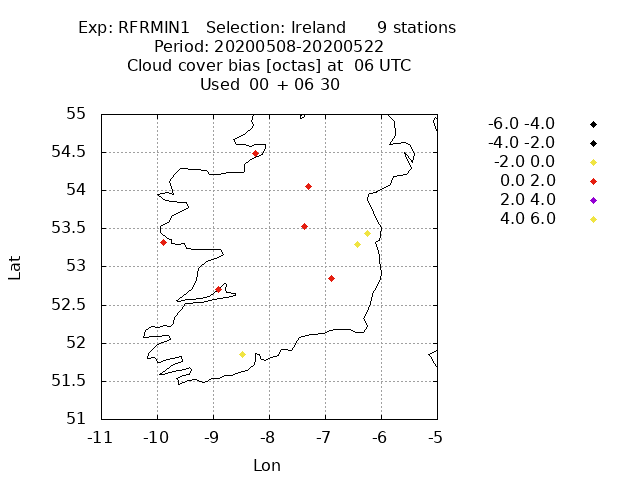 Exp: RFRMIN1 Selection: Ireland 9 stations
Period: 20200508-20200522
Cloud cover bias [octas] at 06 UTC
Used 00 + 06 30
-6.0 -4.0
-4.0 -2.0
-2.0 0.0
0.0 2.0
2.0 4.0
4.0 6.0
Lat
55
54.5
54
53.5
53
52.5
52
51.5
51
-11 -10 -9 -8 -7 -6 -5
Lon